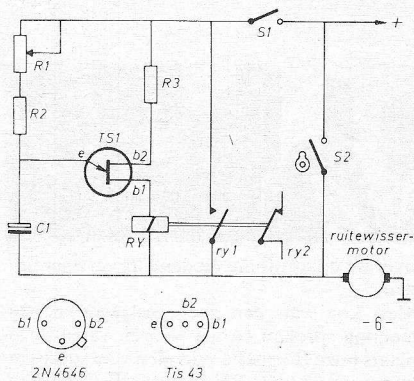 S1
+
R1
R3
R2
TS1
S2
e
b2
b1
C1
RY
ry1
ry2
ruitewisser-
motor
b2
b1
b2
e
b1
e
-6-
2N4646
Tis 43